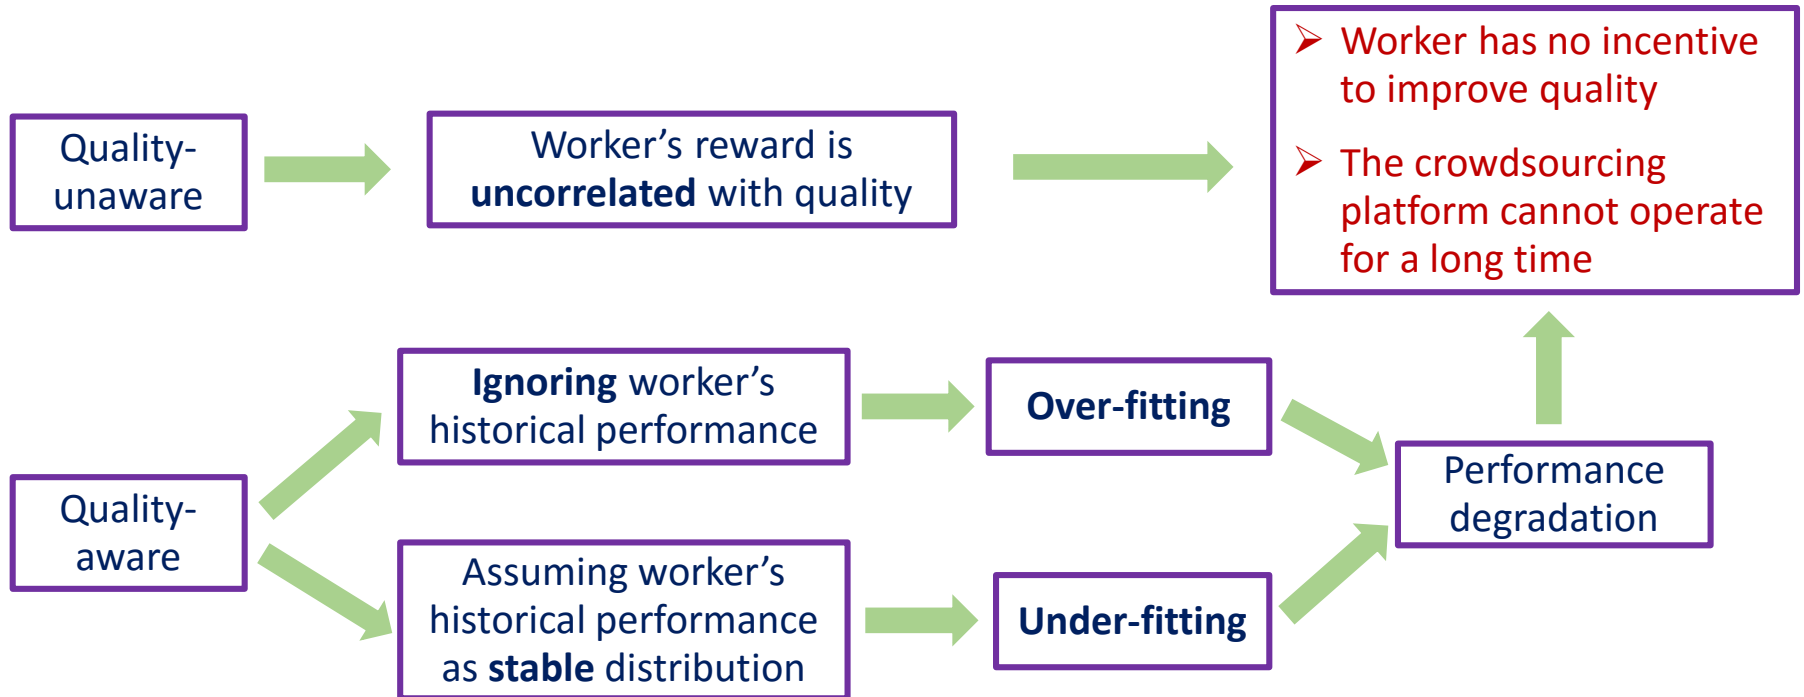 Quality-
unaware
Worker’s reward is
uncorrelated with quality
➢ Worker has no incentive
to improve quality
➢ The crowdsourcing
platform cannot operate
for a long time
Quality-
aware
Ignoring worker’s
historical performance
Over-fitting
Assuming worker’s
historical performance
as stable distribution
Under-fitting
Performance
degradation